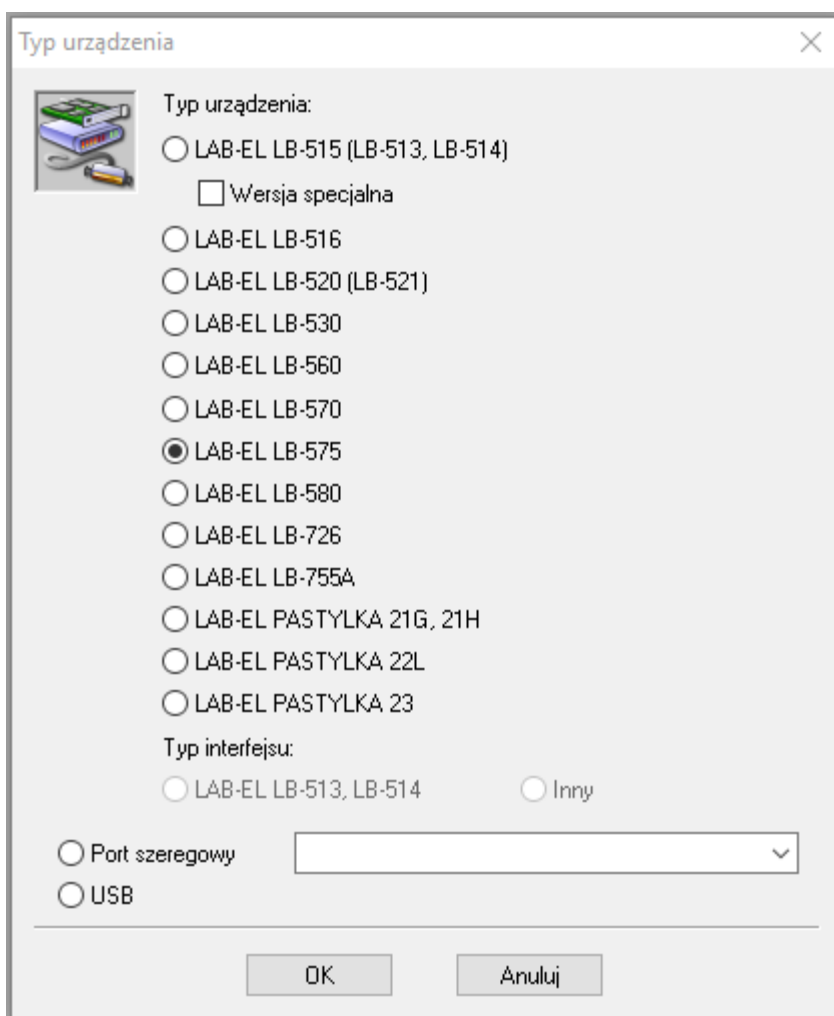 Typ urządzenia
Typ urządzenia:
LAB-EL LB-515 (LB-513, LB-514)
Wersja specjalna
LAB-EL LB-516
LAB-EL LB-520 (LB-521)
LAB-EL LB-530
LAB-EL LB-560
LAB-EL LB-570
LAB-EL LB-575
LAB-EL LB-580
LAB-EL LB-726
LAB-EL LB-755A
LAB-EL PASTYLKA 21G, 21H
LAB-EL PASTYLKA 22L
LAB-EL PASTYLKA 23
Typ interfejsu:
LAB-EL LB-513, LB-514 Inny
Port szeregowy
USB
OK Anuluj